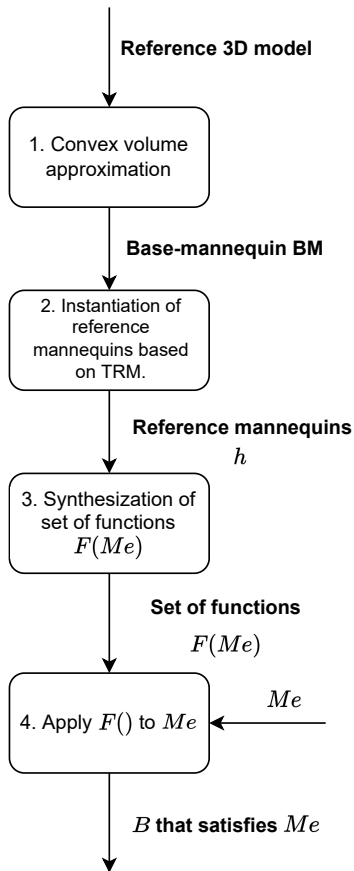 Reference 3D model
1. Convex volume
approximation
Base-mannequin BM
2. Instantiation of
reference
mannequins based
on TRM.
Reference mannequins
h
3. Synthesization of
set of functions
F(Me)
Set of functions
F(Me)
Me
4. Apply F() to Me
B that satisfies Me